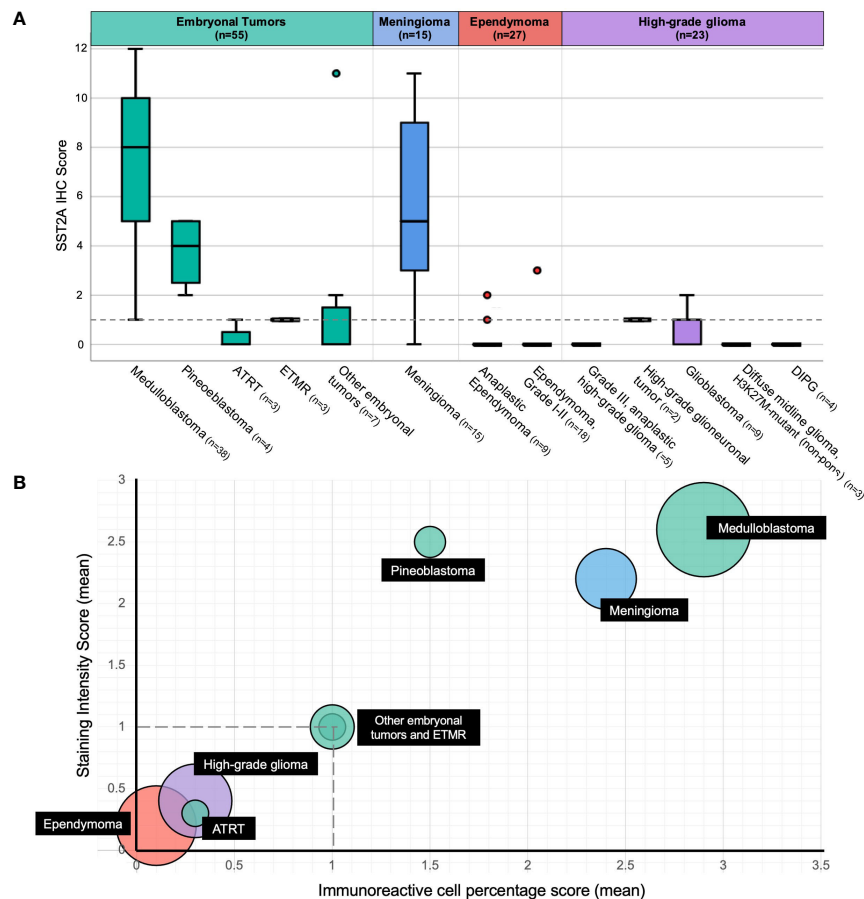 A
Embryonal Tumors
(n=55)
Meningioma
(n=15)
Ependymoma
(n=27)
High-grade glioma
(n=23)
SST2A IHC Score
12
10
8
6
4
2
0
Medulloblastoma (n=38)
Pineoeblastoma (n=4)
ATRT (n=3)
ETMR (n=3)
Other embryonal
tumors (n=7)
Meningioma (n=15)
Anaplastic
Ependymoma (n=9)
Ependymoma,
Grade I-II (n=18)
Grade III, anaplastic
high-grade glioma (=5)
High-grade glioneuronal
tumor (n=2)
Glioblastoma (n=9)
Diffuse midline glioma,
H3K27M-mutant (non-pons) (n=3)
DIPG (n=4)
B
Staining Intensity Score (mean)
3
2.5
2
1.5
1
0.5
0
Medulloblastoma
Pineoblastoma
Meningioma
Other embryonal
tumors and ETMR
High-grade glioma
Ependymoma
ATRT
0
0.5
1
1.5
2
2.5
3
3.5
Immunoreactive cell percentage score (mean)